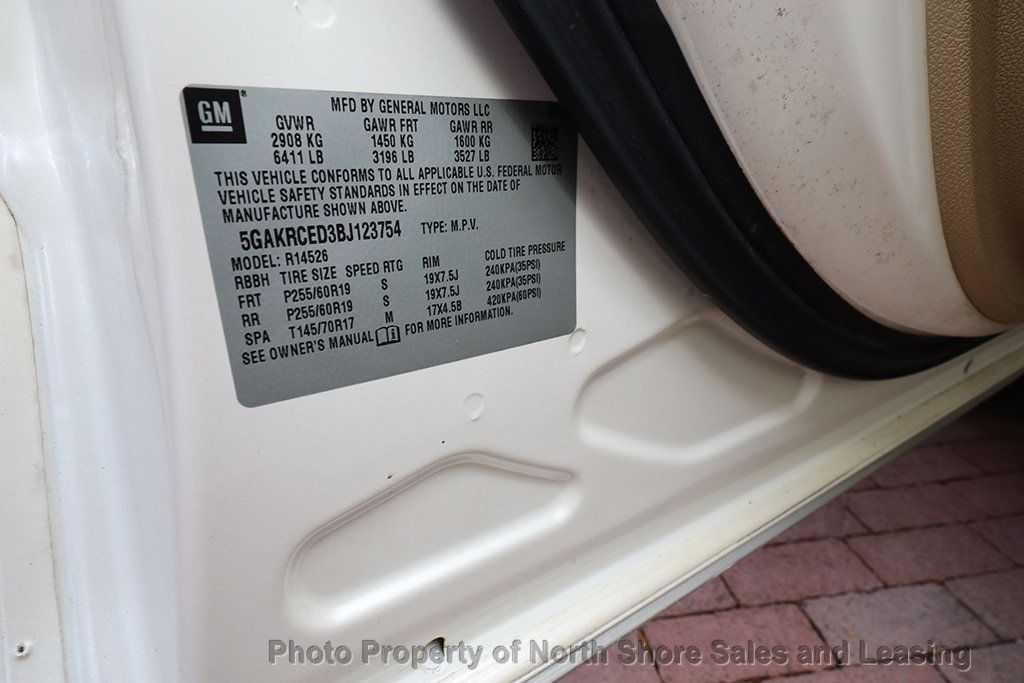 GM
MFD BY GENERAL MOTORS LLC
GVWR GAWR FRT GAWR RR
2908 KG 1450 KG 1600 KG
6411 LB 3196 LB 3527 LB
THIS VEHICLE CONFORMS TO ALL APPLICABLE U.S. FEDERAL MOTOR
VEHICLE SAFETY STANDARDS IN EFFECT ON THE DATE OF
MANUFACTURE SHOWN ABOVE.
5GAKRCED3BJ123754 TYPE: M.P.V.
MODEL: R14526
RBBH TIRE SIZE SPEED RTG RIM COLD TIRE PRESSURE
FRT P255/60R19 S 19X7.5J 240KPA(35PSI)
RR P255/60R19 S 19X7.5J 240KPA(35PSI)
SPA T145/70R17 M 17X4.5B 420KPA(60PSI)
SEE OWNER'S MANUAL FOR MORE INFORMATION.
Photo Property of North Shore Sales and Leasing